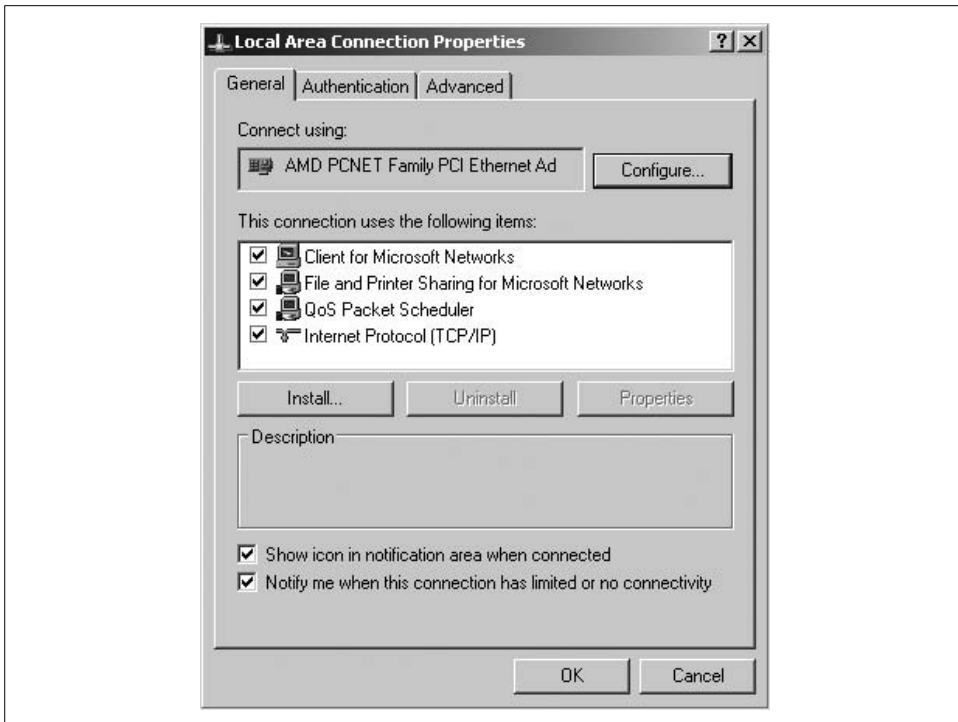 Local Area Connection Properties
General Authentication Advanced
Connect using:
AMD PCNET Family PCI Ethernet Ad
Configure...
This connection uses the following items:
Client for Microsoft Networks
File and Printer Sharing for Microsoft Networks
QoS Packet Scheduler
Internet Protocol (TCP/IP)
Install... Uninstall Properties
Description
Show icon in notification area when connected
Notify me when this connection has limited or no connectivity
OK Cancel